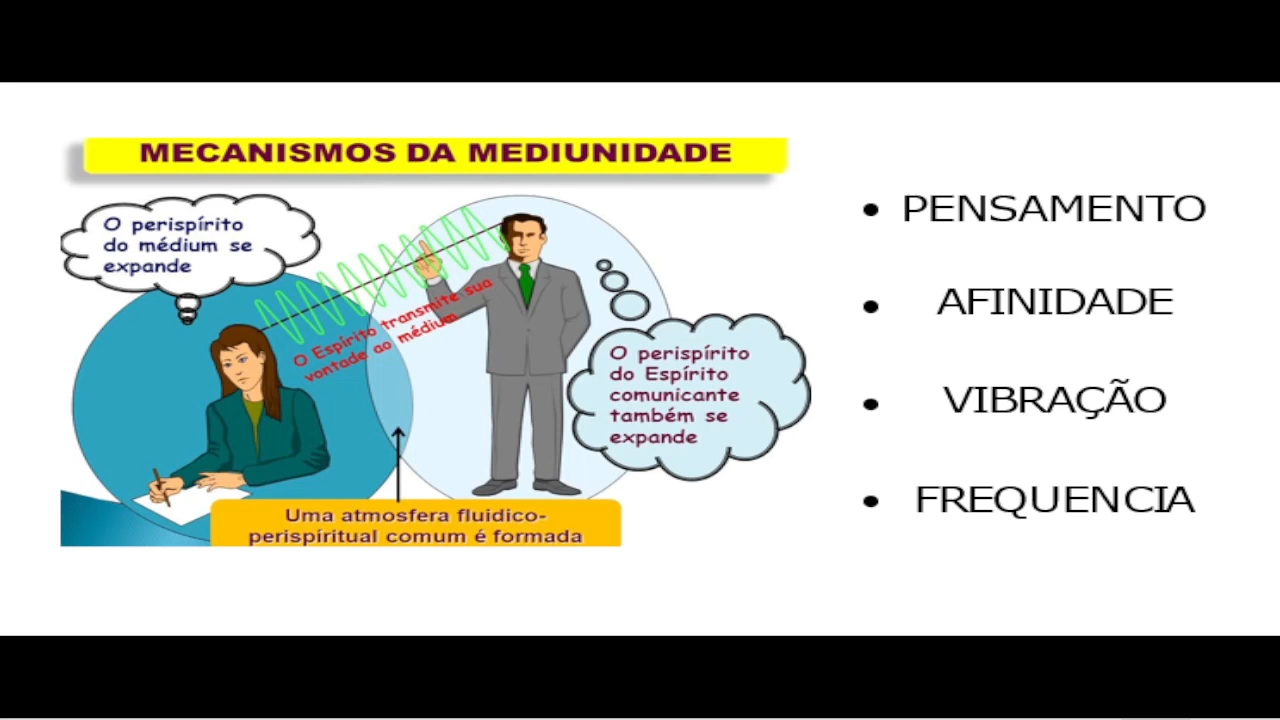 MECANISMOS DA MEDIUNIDADE
O perispírito
do médium se
expande
O Espírito transmite sua
vontade ao médium
O perispírito
do Espírito
comunicante
também se
expande
Uma atmosfera fluidico-
perispíritual comum é formada
• PENSAMENTO
• AFINIDADE
• VIBRAÇÃO
• FREQUENCIA